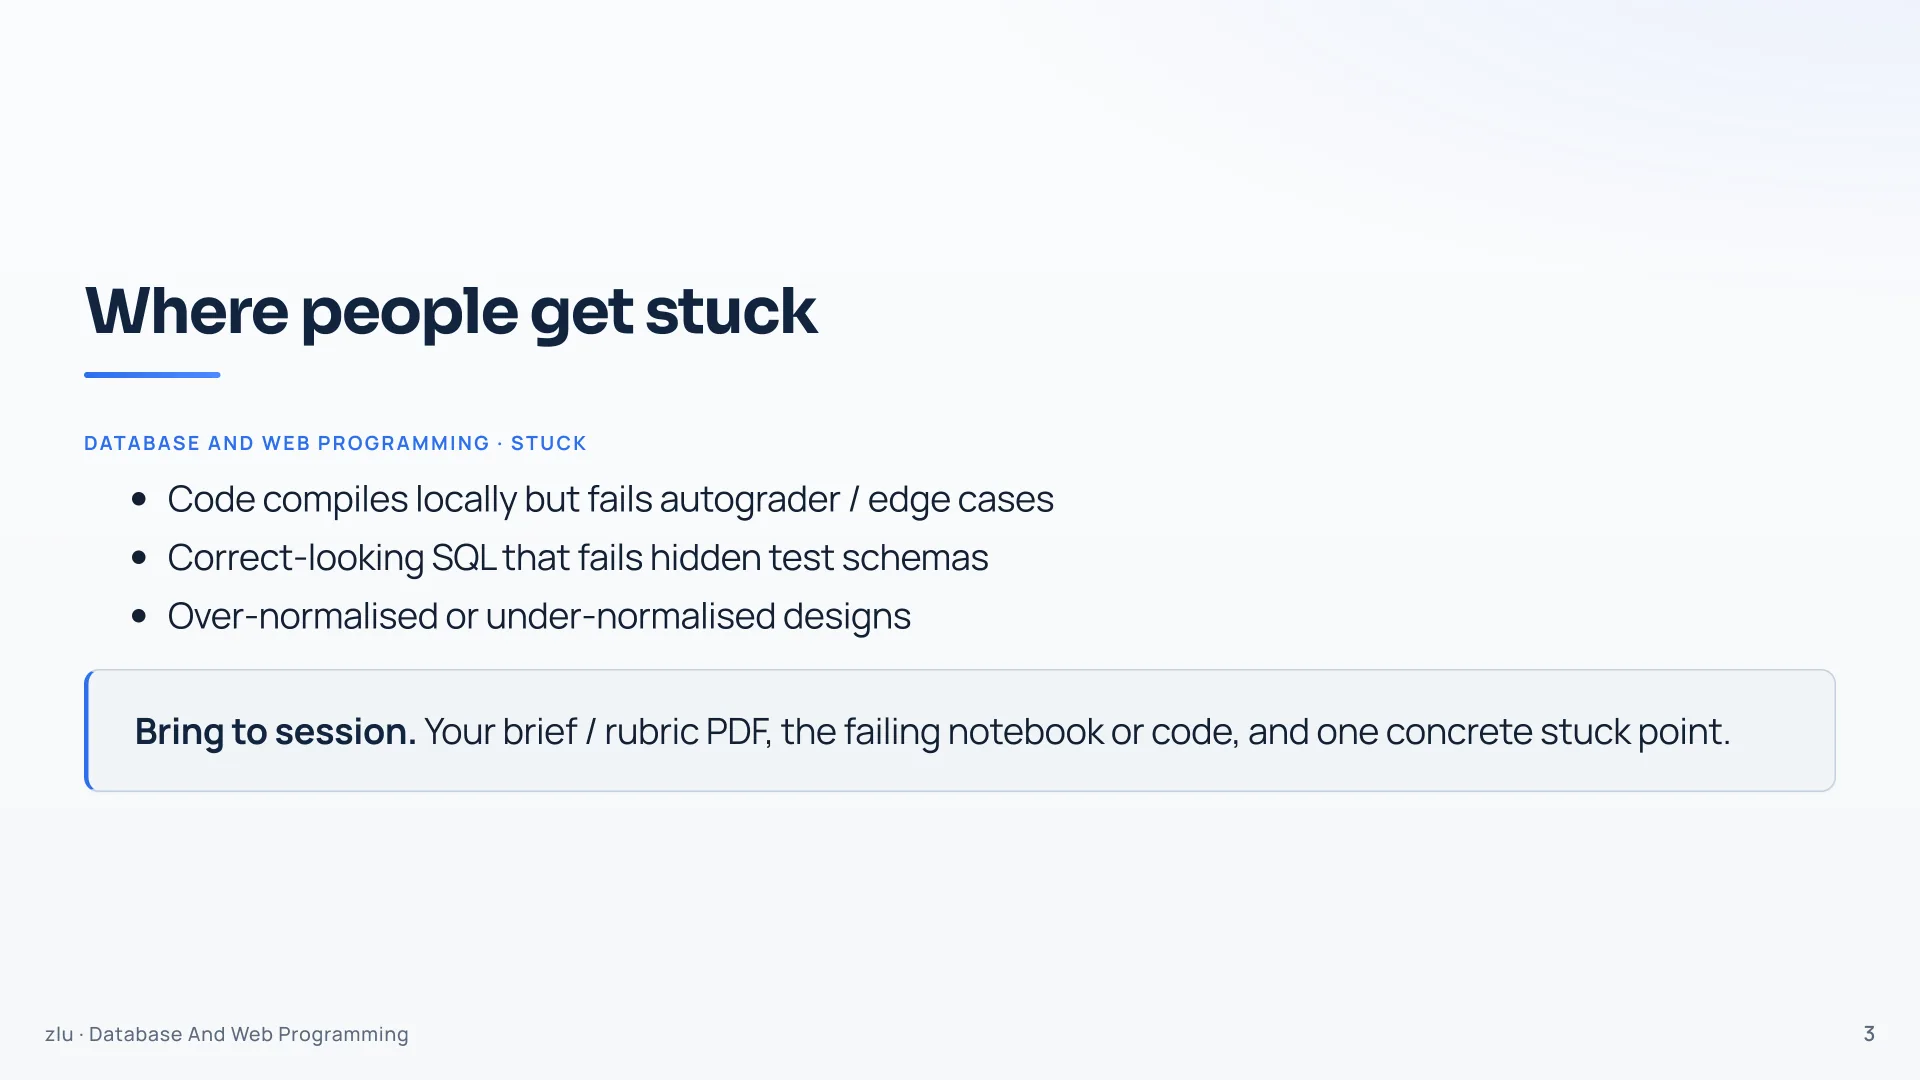 Where people get stuck
DATABASE AND WEB PROGRAMMING · STUCK
• Code compiles locally but fails autograder / edge cases
• Correct-looking SQL that fails hidden test schemas
• Over-normalised or under-normalised designs
Bring to session. Your brief / rubric PDF, the failing notebook or code, and one concrete stuck point.
zlu · Database And Web Programming
3